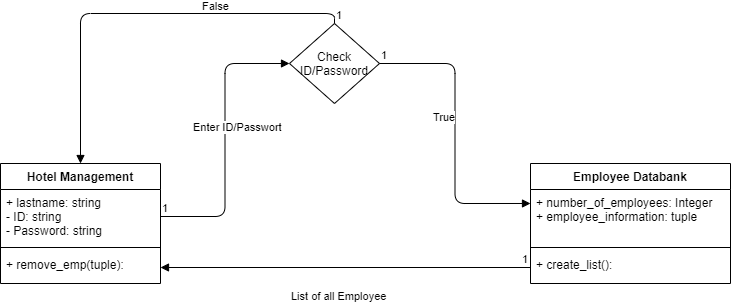 False
1
Check
ID/Password
1
True
Enter ID/Passwort
Hotel Management
+ lastname: string
- ID: string
- Password: string
+ remove_emp(tuple):
1
Employee Databank
+ number_of_employees: Integer
+ employee_information: tuple
+ create_list():
1
List of all Employee